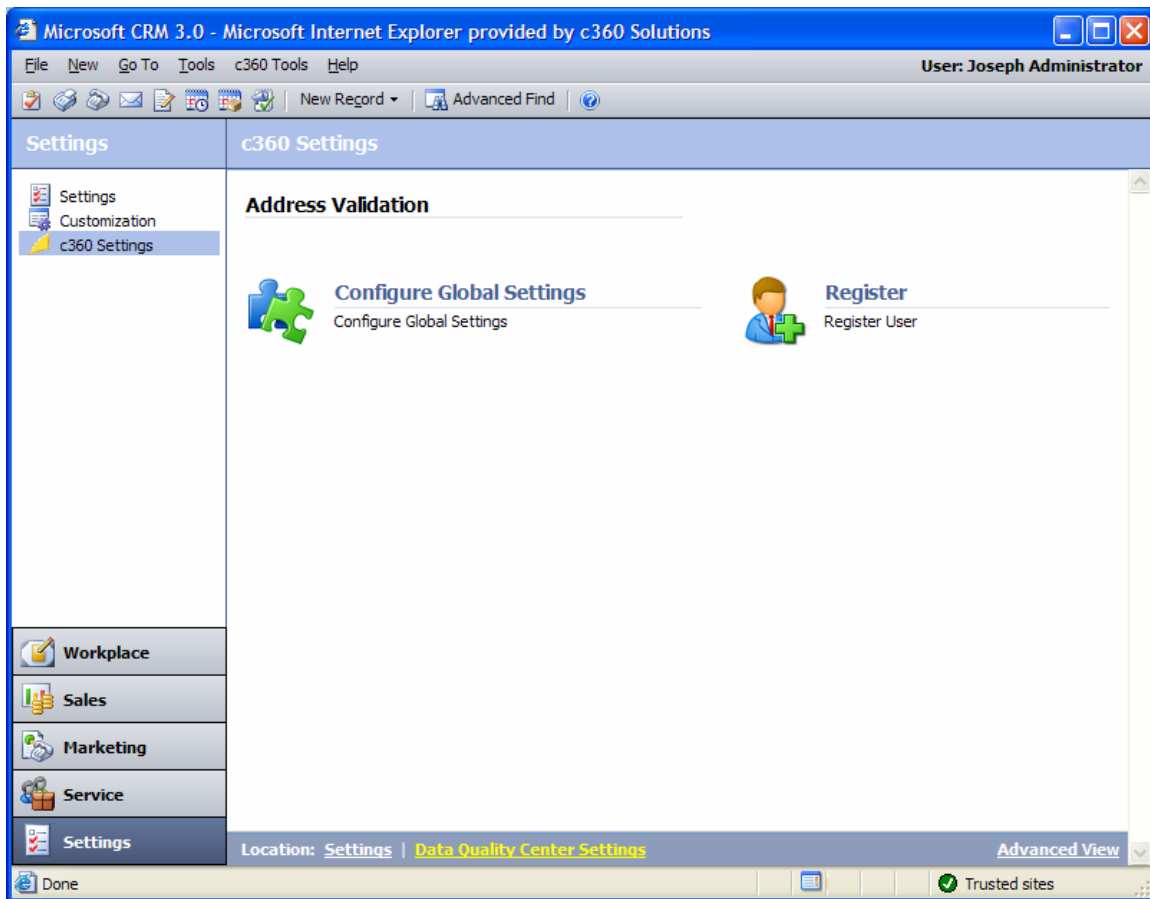 Microsoft CRM 3.0 - Microsoft Internet Explorer provided by c360 Solutions
File New Go To Tools c360 Tools Help User: Joseph Administrator
New Record Advanced Find
Settings c360 Settings
Settings
Customization
c360 Settings
Address Validation
Configure Global Settings
Configure Global Settings
Register
Register User
Workplace
Sales
Marketing
Service
Settings
Location: Settings | Data Quality Center Settings Advanced View
Done Trusted sites